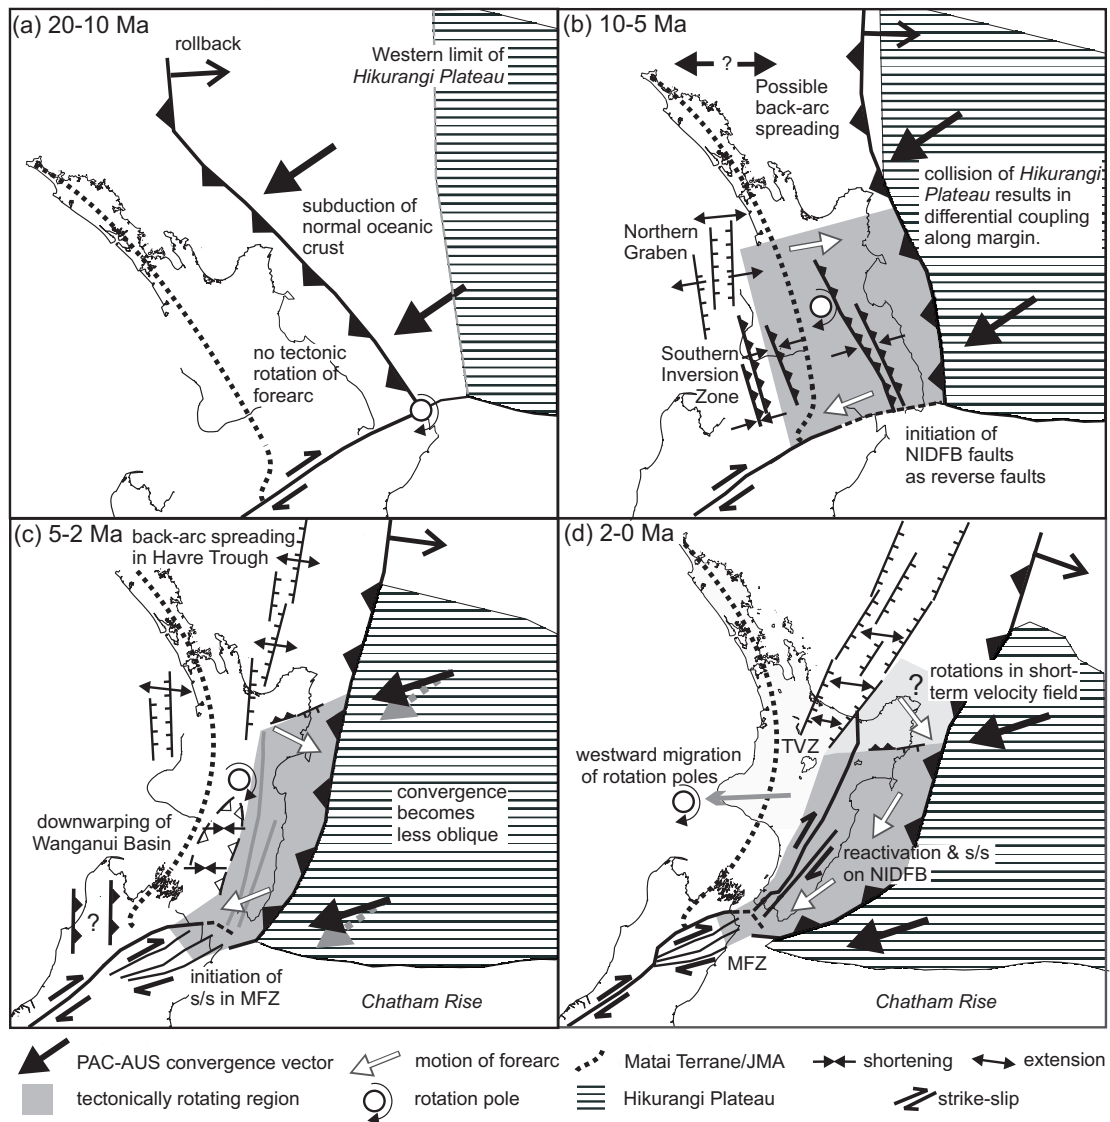 (a) 20-10 Ma
rollback
Western limit of
Hikurangi Plateau
subduction of
normal oceanic
crust
no tectonic
rotation of
forearc
(b) 10-5 Ma
?
Possible
back-arc
spreading
collision of Hikurangi
Plateau results in
differential coupling
along margin.
Northern
Graben
Southern
Inversion
Zone
initiation of
NIDFB faults
as reverse faults
(c) 5-2 Ma
back-arc spreading
in Havre Trough
convergence
becomes
less oblique
downwarping of
Wanganui Basin
?
initiation of
s/s in MFZ
Chatham Rise
(d) 2-0 Ma
? rotations in short-
term velocity field
TVZ
westward migration
of rotation poles
reactivation & s/s
on NIDFB
MFZ
Chatham Rise
PAC-AUS convergence vector
motion of forearc
Matai Terrane/JMA
shortening
extension
tectonically rotating region
rotation pole
Hikurangi Plateau
strike-slip